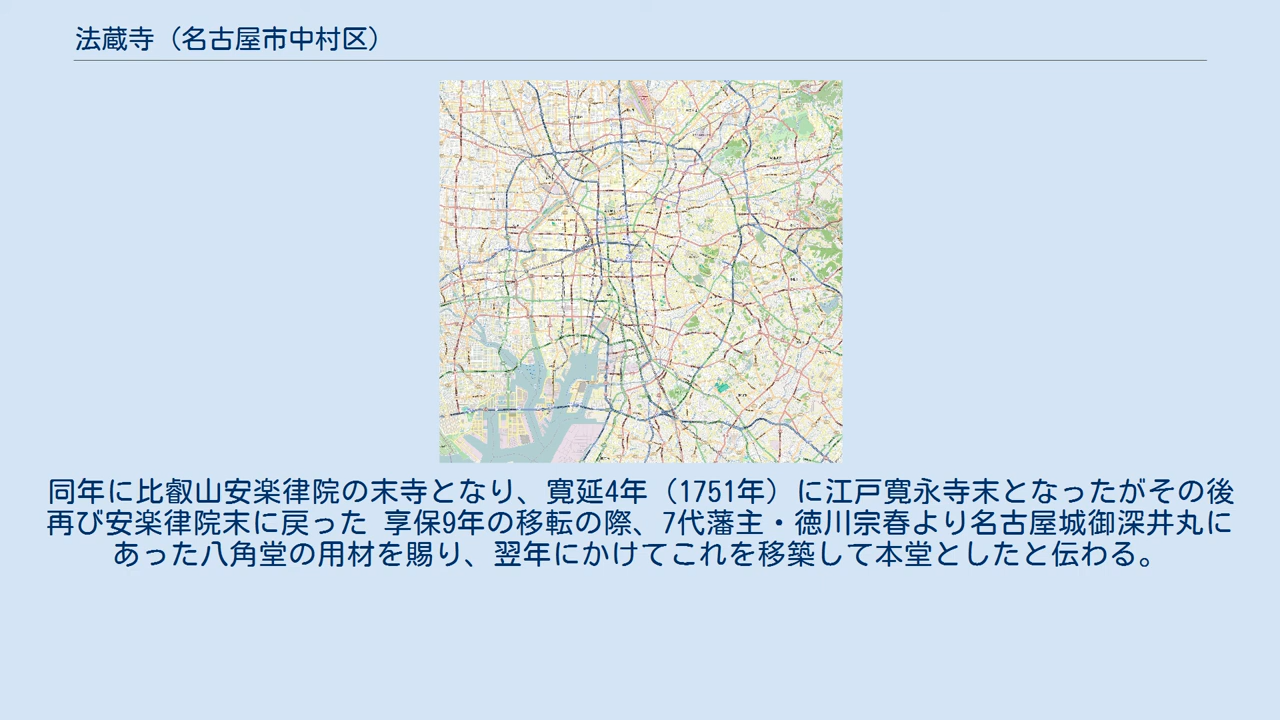 法蔵寺（名古屋市中村区）
同年に比叡山安楽律院の末寺となり、寛延4年（1751年）に江戸寛永寺末となったがその後
再び安楽律院末に戻った 享保9年の移転の際、7代藩主・徳川宗春より名古屋城御深井丸に
あった八角堂の用材を賜り、翌年にかけてこれを移築して本堂としたと伝わる。